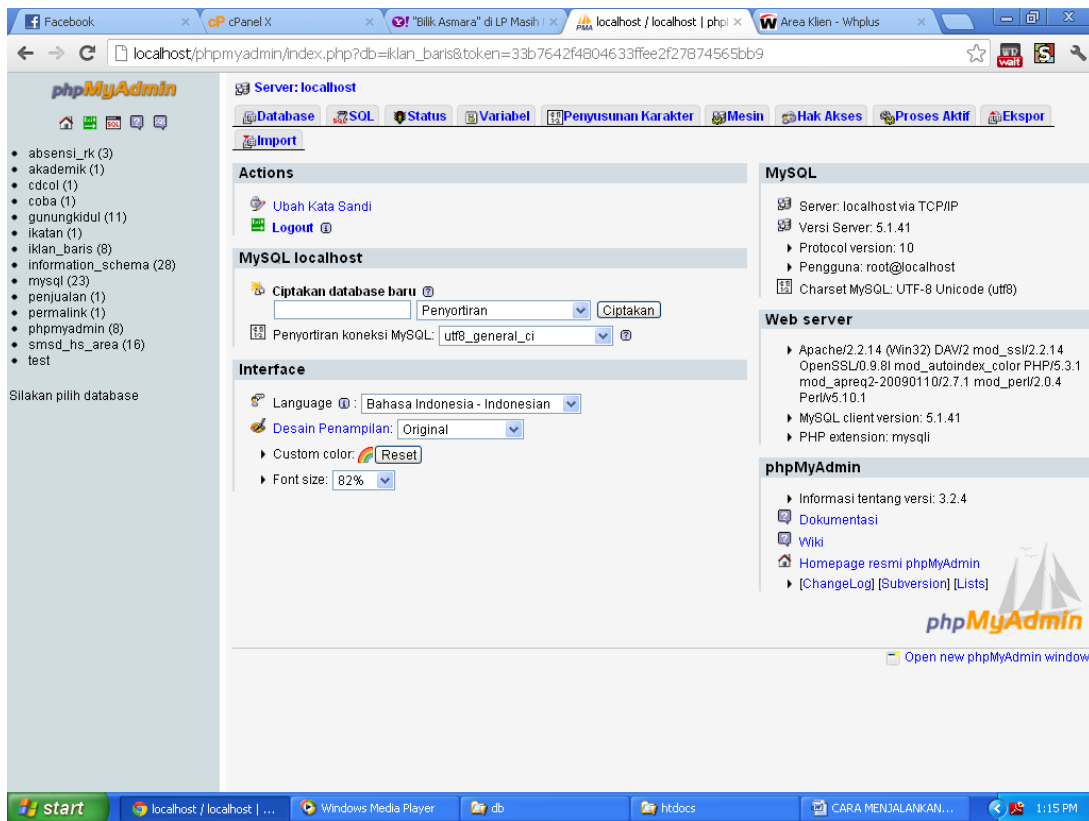 Facebook
cPanel X
"Bilik Asmara" di LP Masih
localhost / localhost | phpl
Area Klien - Whplus
localhost/phpmyadmin/index.php?db=iklan_baris&token=33b7642f4804633ffee2f27874565bb9
WP
wait
S
phpMyAdmin
SQL
absensi_rk (3)
akademik (1)
cdcol (1)
coba (1)
gunungkidul (11)
ikatan (1)
iklan_baris (8)
information_schema (28)
mysql (23)
penjualan (1)
permalink (1)
phpmyadmin (8)
smsd_hs_area (16)
test
Silakan pilih database
Server: localhost
Database SQL Status Variabel Penyusunan Karakter Mesin Hak Akses Proses Aktif Ekspor
Import
Actions
Ubah Kata Sandi
Logout
MySQL localhost
Ciptakan database baru
Penyortiran Ciptakan
Penyortiran koneksi MySQL: utf8_general_ci
Interface
Language : Bahasa Indonesia - Indonesian
Desain Penampilan: Original
Custom color: Reset
Font size: 82%
MySQL
Server: localhost via TCP/IP
Versi Server: 5.1.41
Protocol version: 10
Pengguna: root@localhost
Charset MySQL: UTF-8 Unicode (utf8)
Web server
Apache/2.2.14 (Win32) DAV/2 mod_ssl/2.2.14
OpenSSL/0.9.8l mod_autoindex_color PHP/5.3.1
mod_apreq2-20090110/2.7.1 mod_perl/2.0.4
Perl/v5.10.1
MySQL client version: 5.1.41
PHP extension: mysqli
phpMyAdmin
Informasi tentang versi: 3.2.4
Dokumentasi
Wiki
Homepage resmi phpMyAdmin
[ChangeLog] [Subversion] [Lists]
phpMyAdmin
Open new phpMyAdmin window
start
localhost / localhost | ...
Windows Media Player
db
htdocs
CARA MENJALANKAN...
1:15 PM